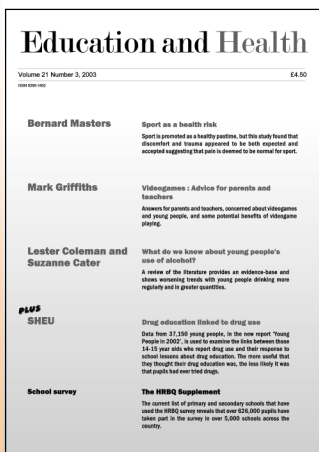 Education and Health
Volume 21 Number 3, 2003 £4.50
ISSN 0265-1602
Bernard Masters
Sport as a health risk
Sport is promoted as a healthy pastime, but this study found that
discomfort and trauma appeared to be both expected and
accepted suggesting that pain is deemed to be normal for sport.
Mark Griffiths
Videogames : Advice for parents and
teachers
Answers for parents and teachers, concerned about videogames
and young people, and some potential benefits of videogame
playing.
Lester Coleman and
Suzanne Cater
What do we know about young people's
use of alcohol?
A review of the literature provides an evidence-base and
shows worsening trends with young people drinking more
regularly and in greater quantities.
PLUS
SHEU
Drug education linked to drug use
Data from 37,150 young people, in the new report 'Young
People in 2002', is used to examine the links between those
14-15 year olds who report drug use and their response to
school lessons about drug education. The more useful that
they thought their drug education was, the less likely it was
that pupils had ever tried drugs.
School survey
The HRBQ Supplement
The current list of primary and secondary schools that have
used the HRBQ survey reveals that over 626,000 pupils have
taken part in the survey in over 5,000 schools across the
country.